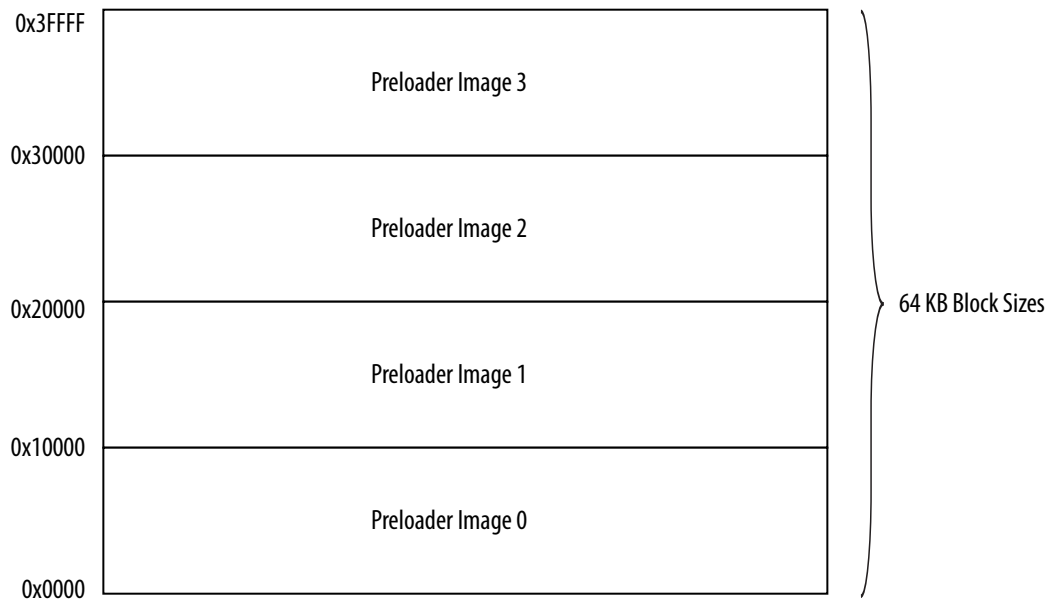 0x3FFFF
Preloader Image 3
0x30000
Preloader Image 2
0x20000
64 KB Block Sizes
Preloader Image 1
0x10000
Preloader Image 0
0x0000